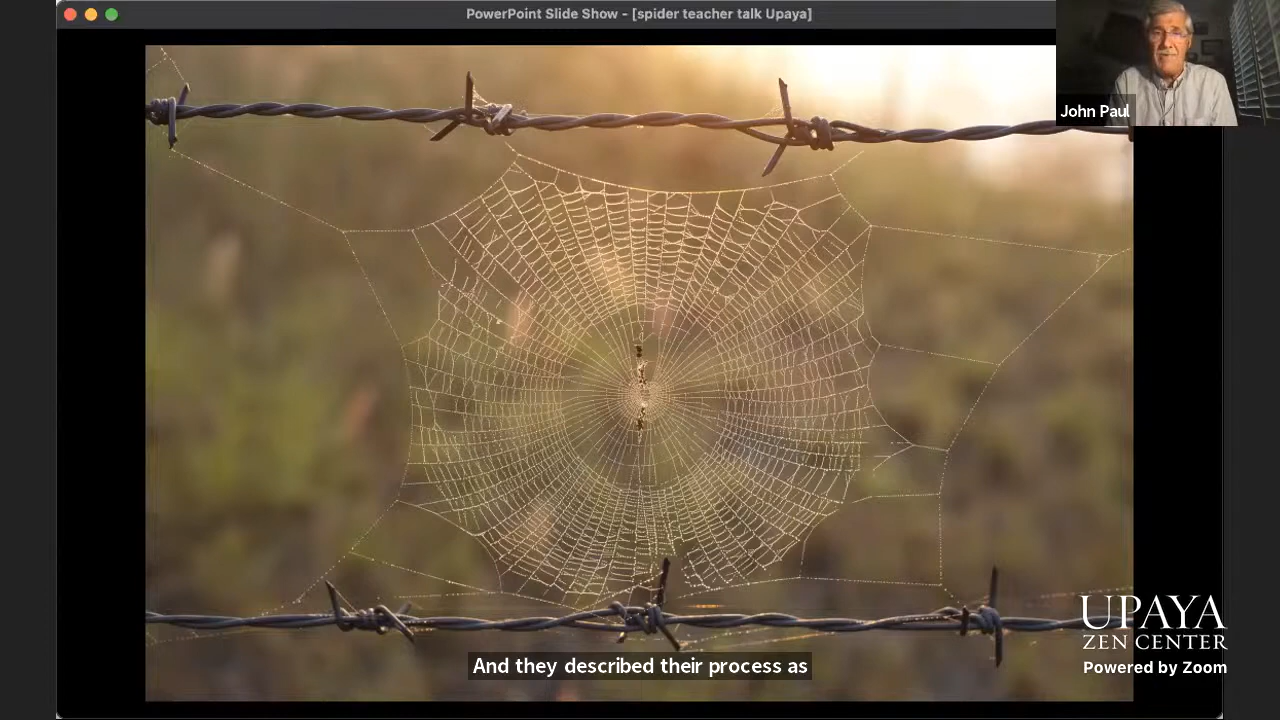 PowerPoint Slide Show - [spider teacher talk Upaya]
John Paul
UPAYA
ZEN CENTER
Powered by Zoom
And they described their process as